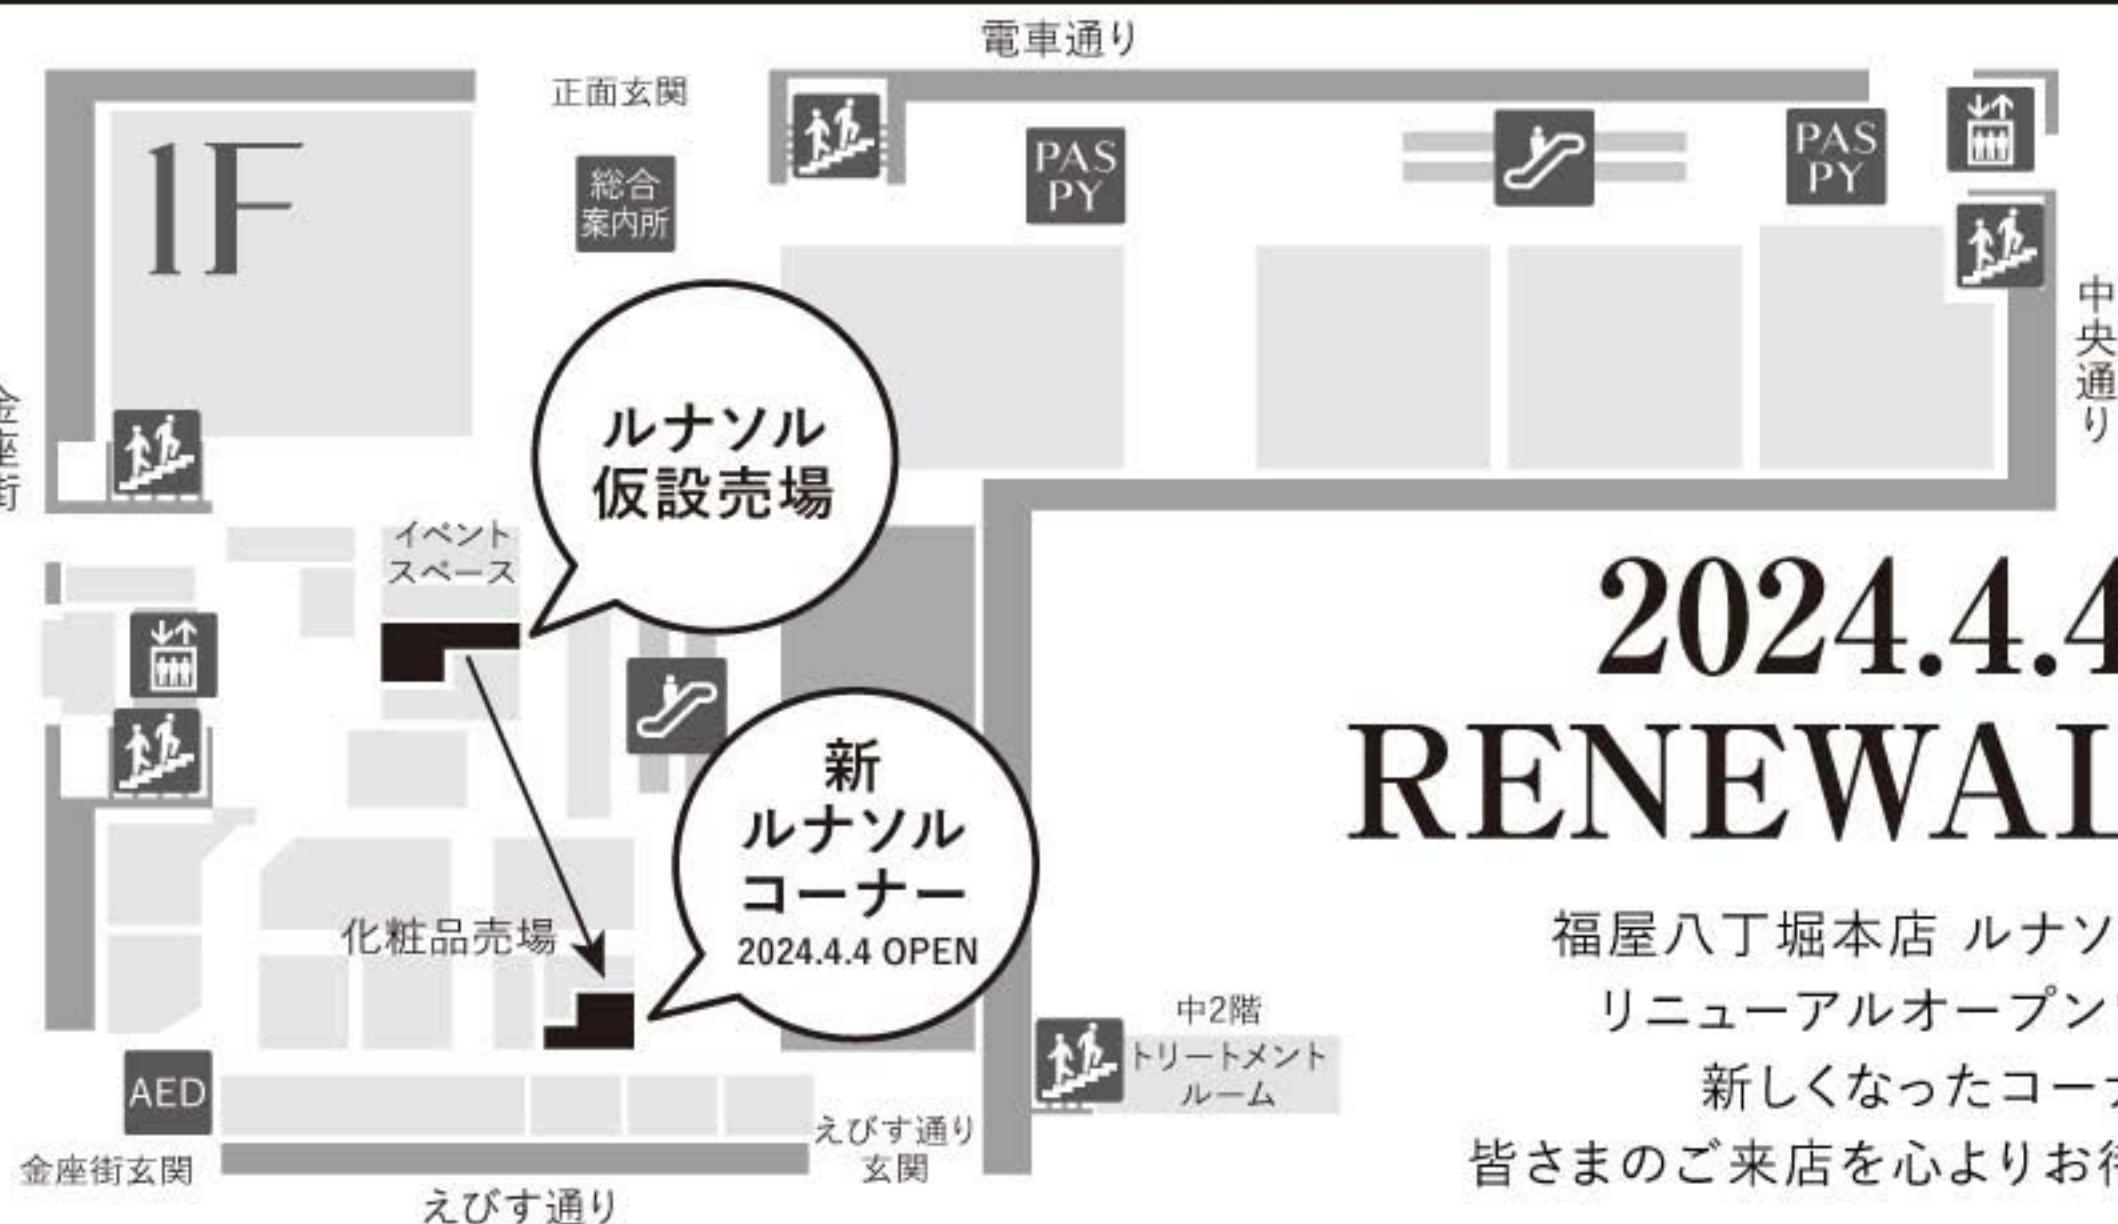 電車通り
正面玄関
1F
総合
案内所
PAS
PY
PAS
PY
中央通り
金座街
ルナソル
仮設売場
イベント
スペース
新
ルナソル
コーナー
2024.4.4 OPEN
化粧品売場
AED
金座街玄関
えびす通り
えびす通り
玄関
中2階
トリートメント
ルーム
2024.4.4
RENEWAL
福屋八丁堀本店 ルナソ
リニューアルオープン
新しくなったコー
皆さまのご来店を心よりお待